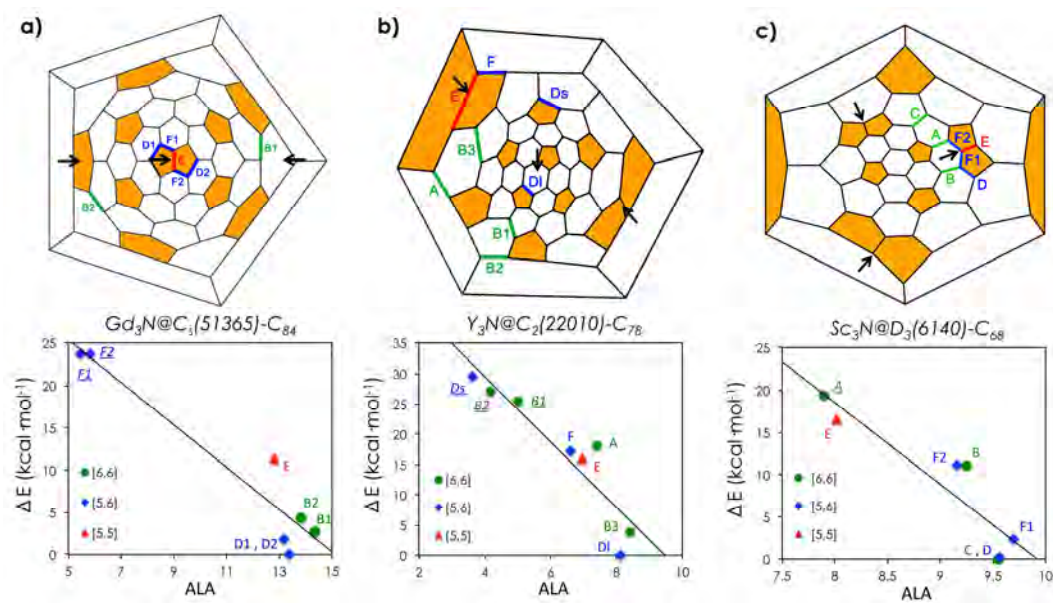 a)
D1 F1
E
F2 D2
B1
B2
b)
F
E
Ds
B3
A
Dl
B1
B2
c)
C
A
F2
E
F1
B
D
Gd₃N@Cₛ(51365)-C₈₄
25
20
15
10
5
0
5 7 9 11 13 15
ΔE (kcal·mol⁻¹)
ALA
F2
F1
E
B2
B1
D1 , D2
[6,6]
[5,6]
[5,5]
Y₃N@C₂(22010)-C₇₈
35
30
25
20
15
10
5
0
2 4 6 8 10
ΔE (kcal·mol⁻¹)
ALA
Ds
B2
B1
F
A
E
B3
Dl
[6,6]
[5,6]
[5,5]
Sc₃N@D₃(6140)-C₆₈
25
20
15
10
5
0
7.5 8 8.5 9 9.5 10
ΔE (kcal·mol⁻¹)
ALA
A
E
F2
B
F1
C , D
[6,6]
[5,6]
[5,5]